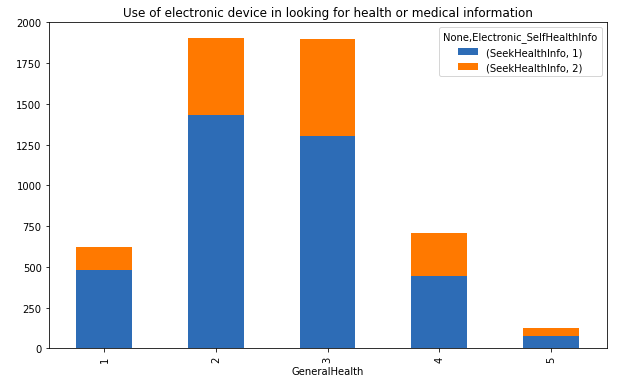 Use of electronic device in looking for health or medical information
None,Electronic_SelfHealthInfo
(SeekHealthInfo, 1)
(SeekHealthInfo, 2)
2000
1750
1500
1250
1000
750
500
250
0
1 2 3 4 5
GeneralHealth